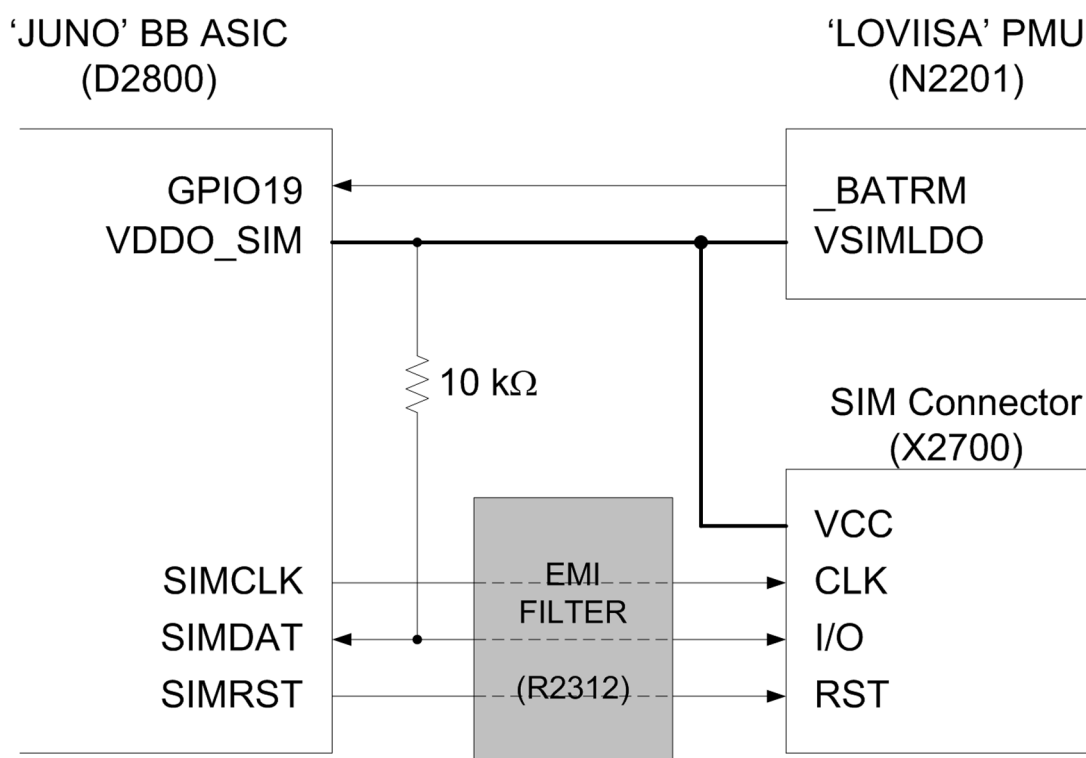 ‘JUNO’ BB ASIC
(D2800)
‘LOVIISA’ PMU
(N2201)
GPIO19
_BATRM
VDDO_SIM
VSIMLDO
10 kΩ
SIM Connector
(X2700)
VCC
SIMCLK
EMI
CLK
FILTER
SIMDAT
I/O
SIMRST
(R2312)
RST